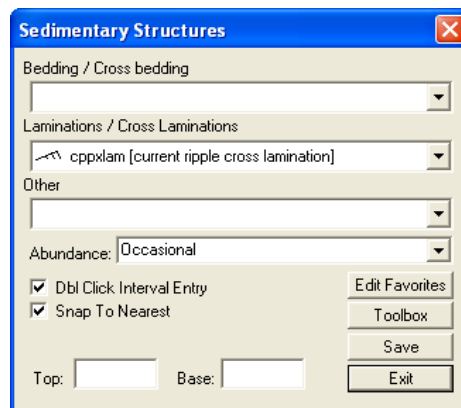 Sedimentary Structures
Bedding / Cross bedding
Laminations / Cross Laminations
cppxlam [current ripple cross lamination]
Other
Abundance: Occasional
Dbl Click Interval Entry
Edit Favorites
Snap To Nearest
Toolbox
Save
Top: Base: Exit